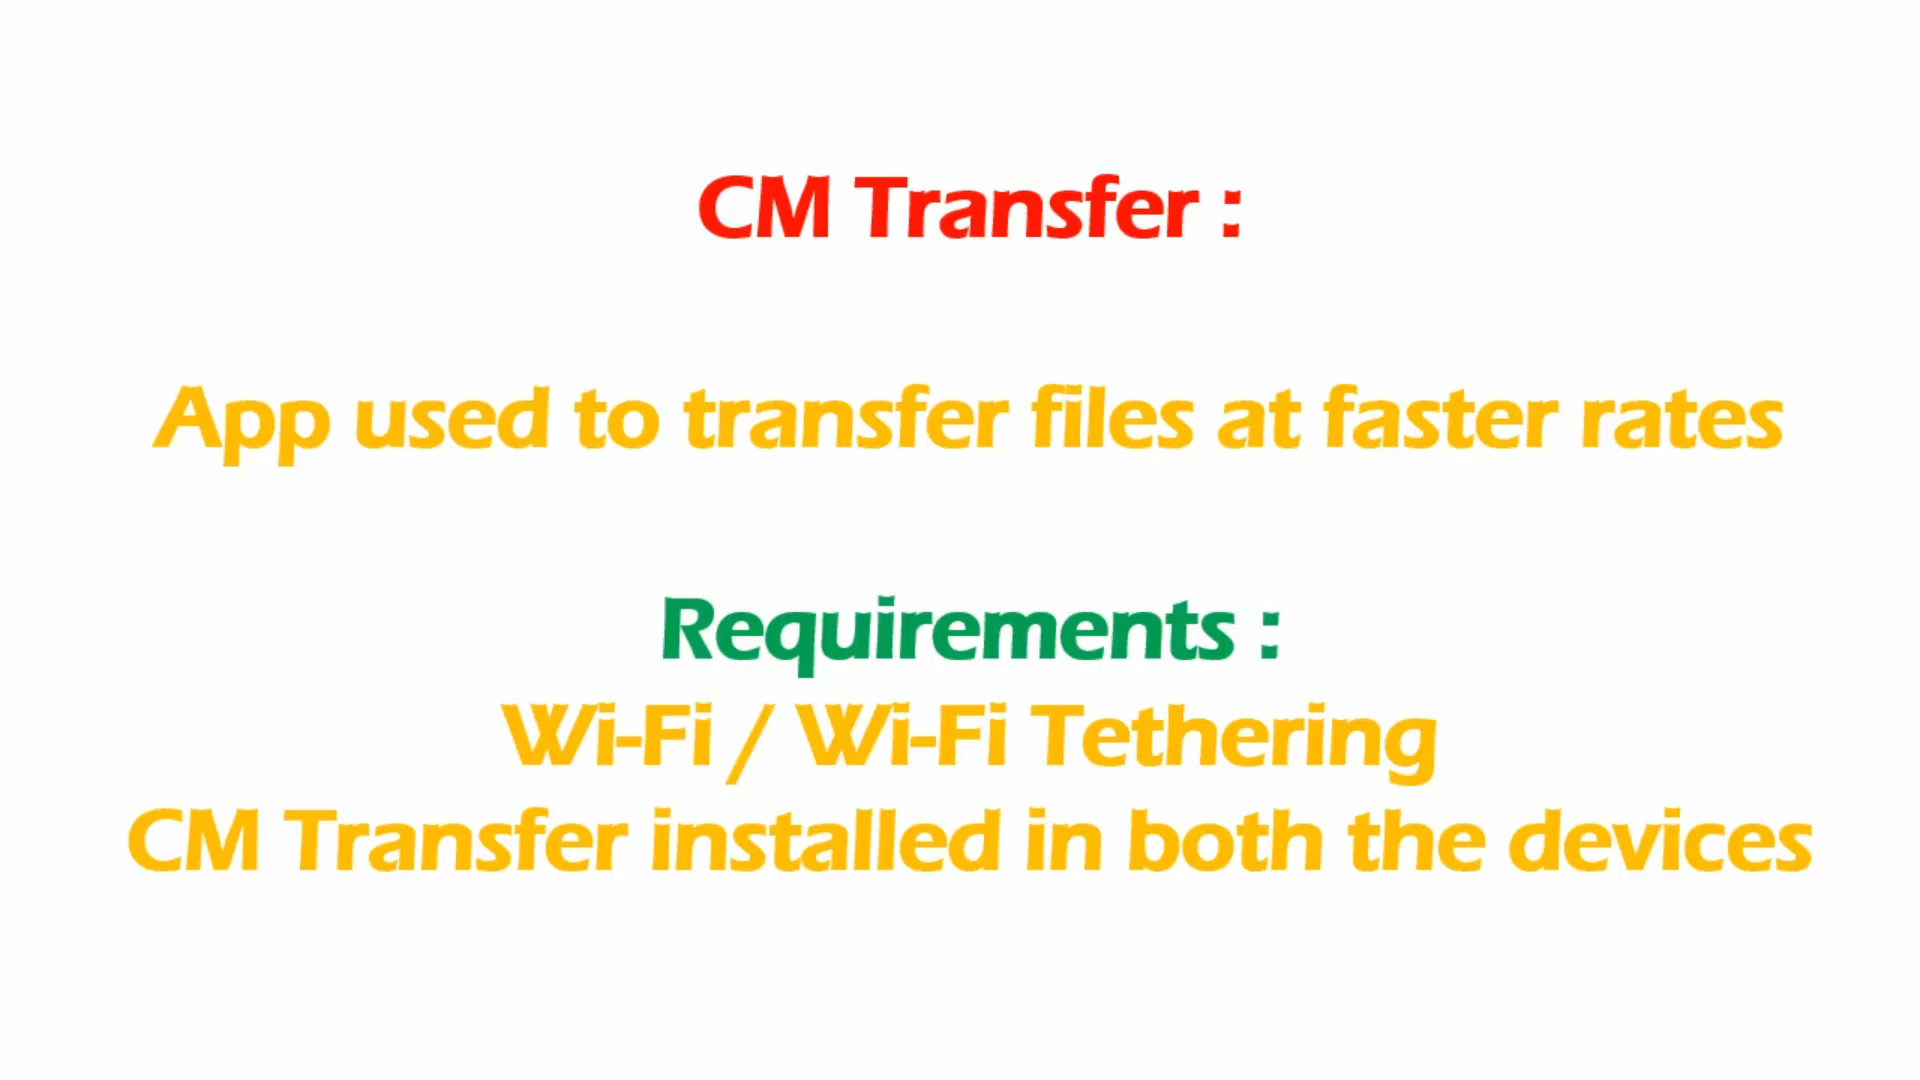 CM Transfer :
App used to transfer files at faster rates
Requirements :
Wi-Fi / Wi-Fi Tethering
CM Transfer installed in both the devices